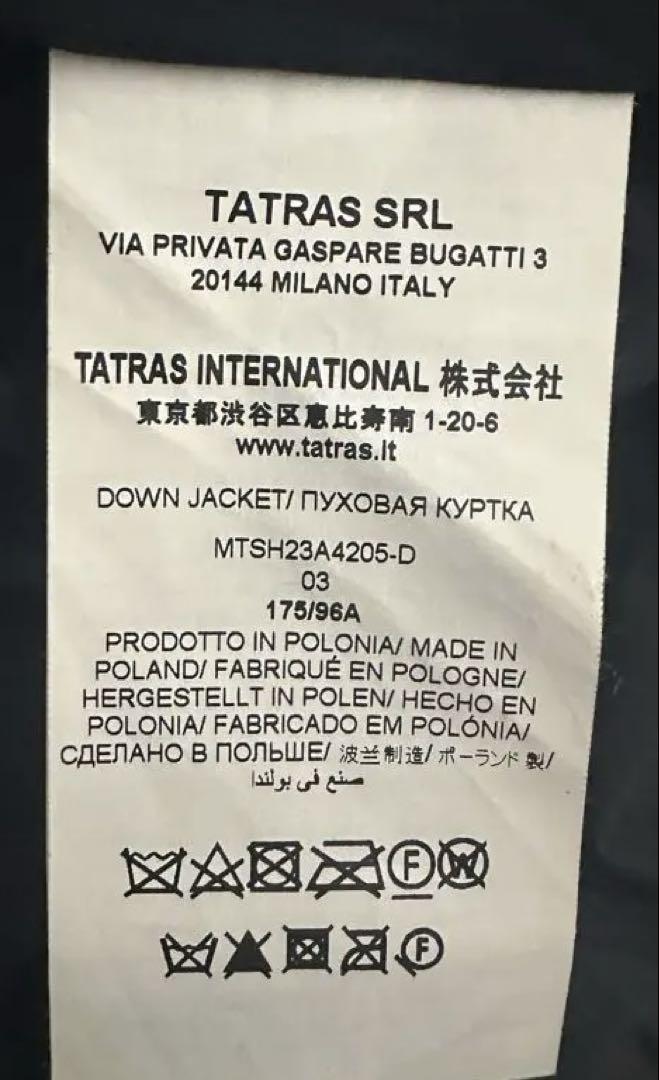 TATRAS SRL
VIA PRIVATA GASPARE BUGATTI 3
20144 MILANO ITALY
TATRAS INTERNATIONAL 株式会社
東京都渋谷区恵比寿南 1-20-6
www.tatras.it
DOWN JACKET/ ПУХОВАЯ КУРТКА
MTSH23A4205-D
03
175/96A
PRODOTTO IN POLONIA/ MADE IN
POLAND/ FABRIQUÉ EN POLOGNE/
HERGESTELLT IN POLEN/ HECHO EN
POLONIA/ FABRICADO EM POLÓNIA/
СДЕЛАНО В ПОЛЬШЕ/ 波兰制造/ ポーランド 製/
صنع في بولندا
F W
F